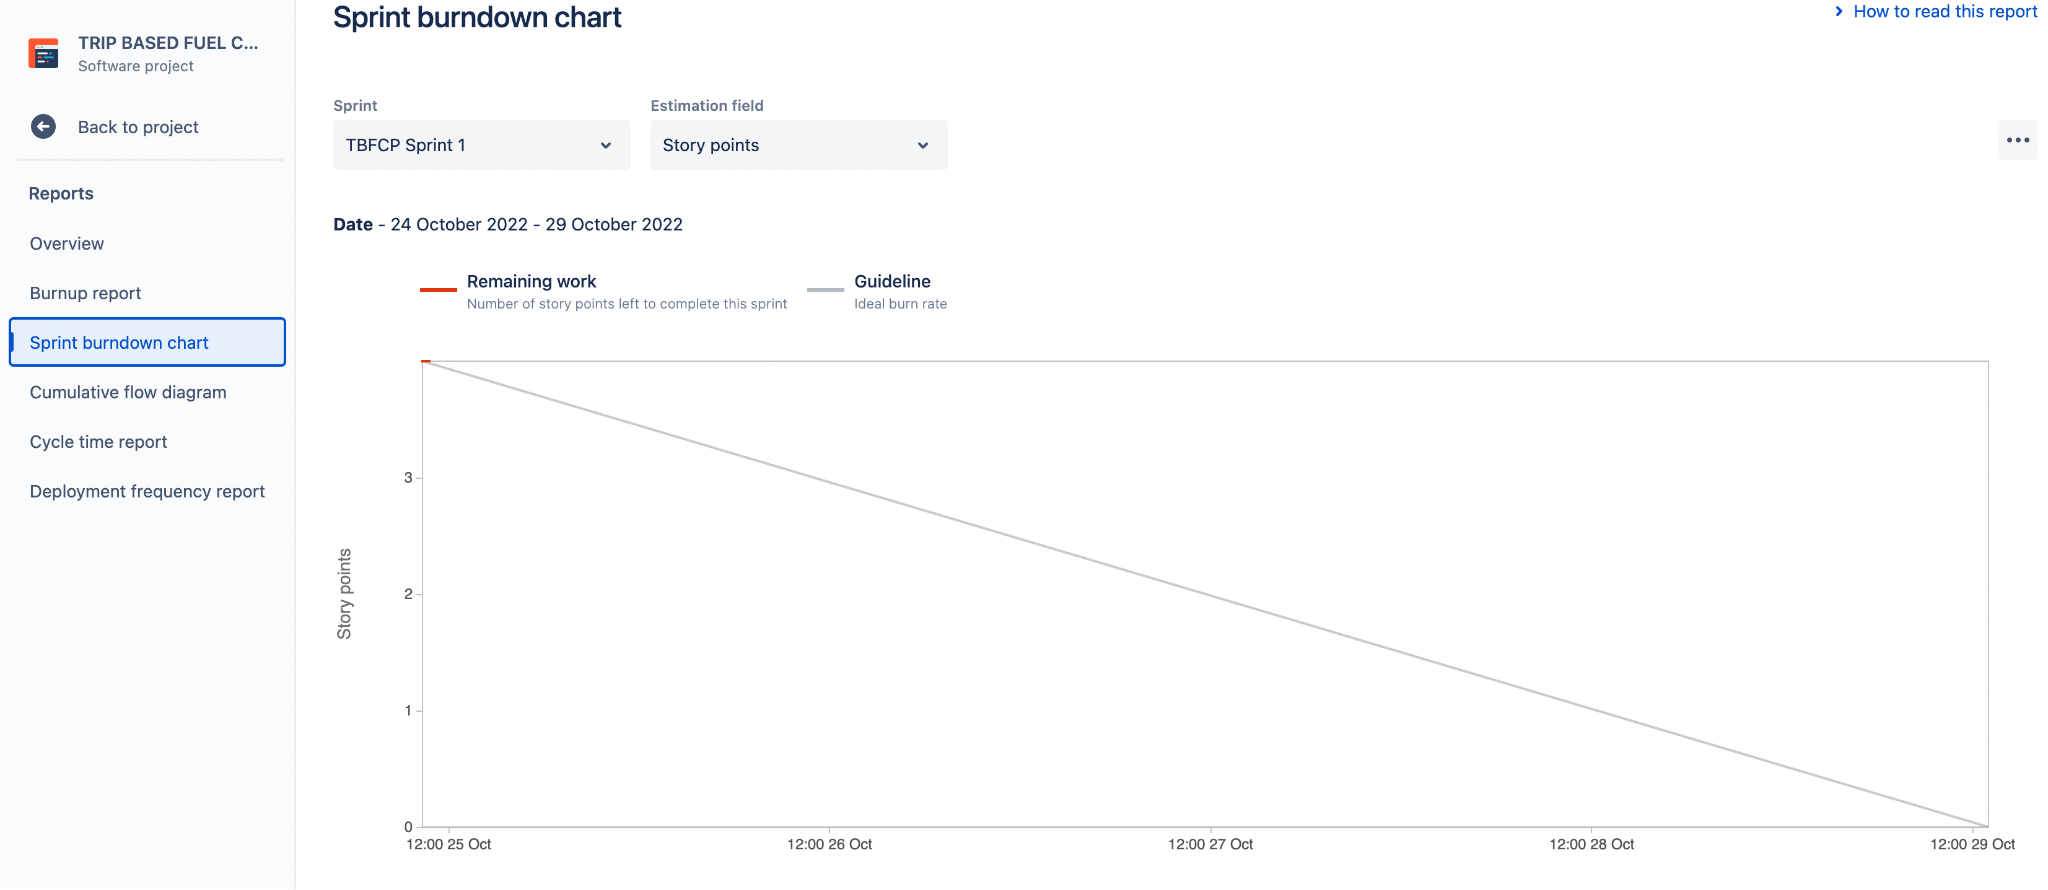 Sprint burndown chart
How to read this report
TRIP BASED FUEL C...
Software project
Back to project
Reports
Overview
Burnup report
Sprint burndown chart
Cumulative flow diagram
Cycle time report
Deployment frequency report
Sprint
Estimation field
TBFCP Sprint 1
Story points
Date - 24 October 2022 - 29 October 2022
Remaining work
Number of story points left to complete this sprint
Guideline
Ideal burn rate
Story points
3
2
1
0
12:00 25 Oct
12:00 26 Oct
12:00 27 Oct
12:00 28 Oct
12:00 29 Oct